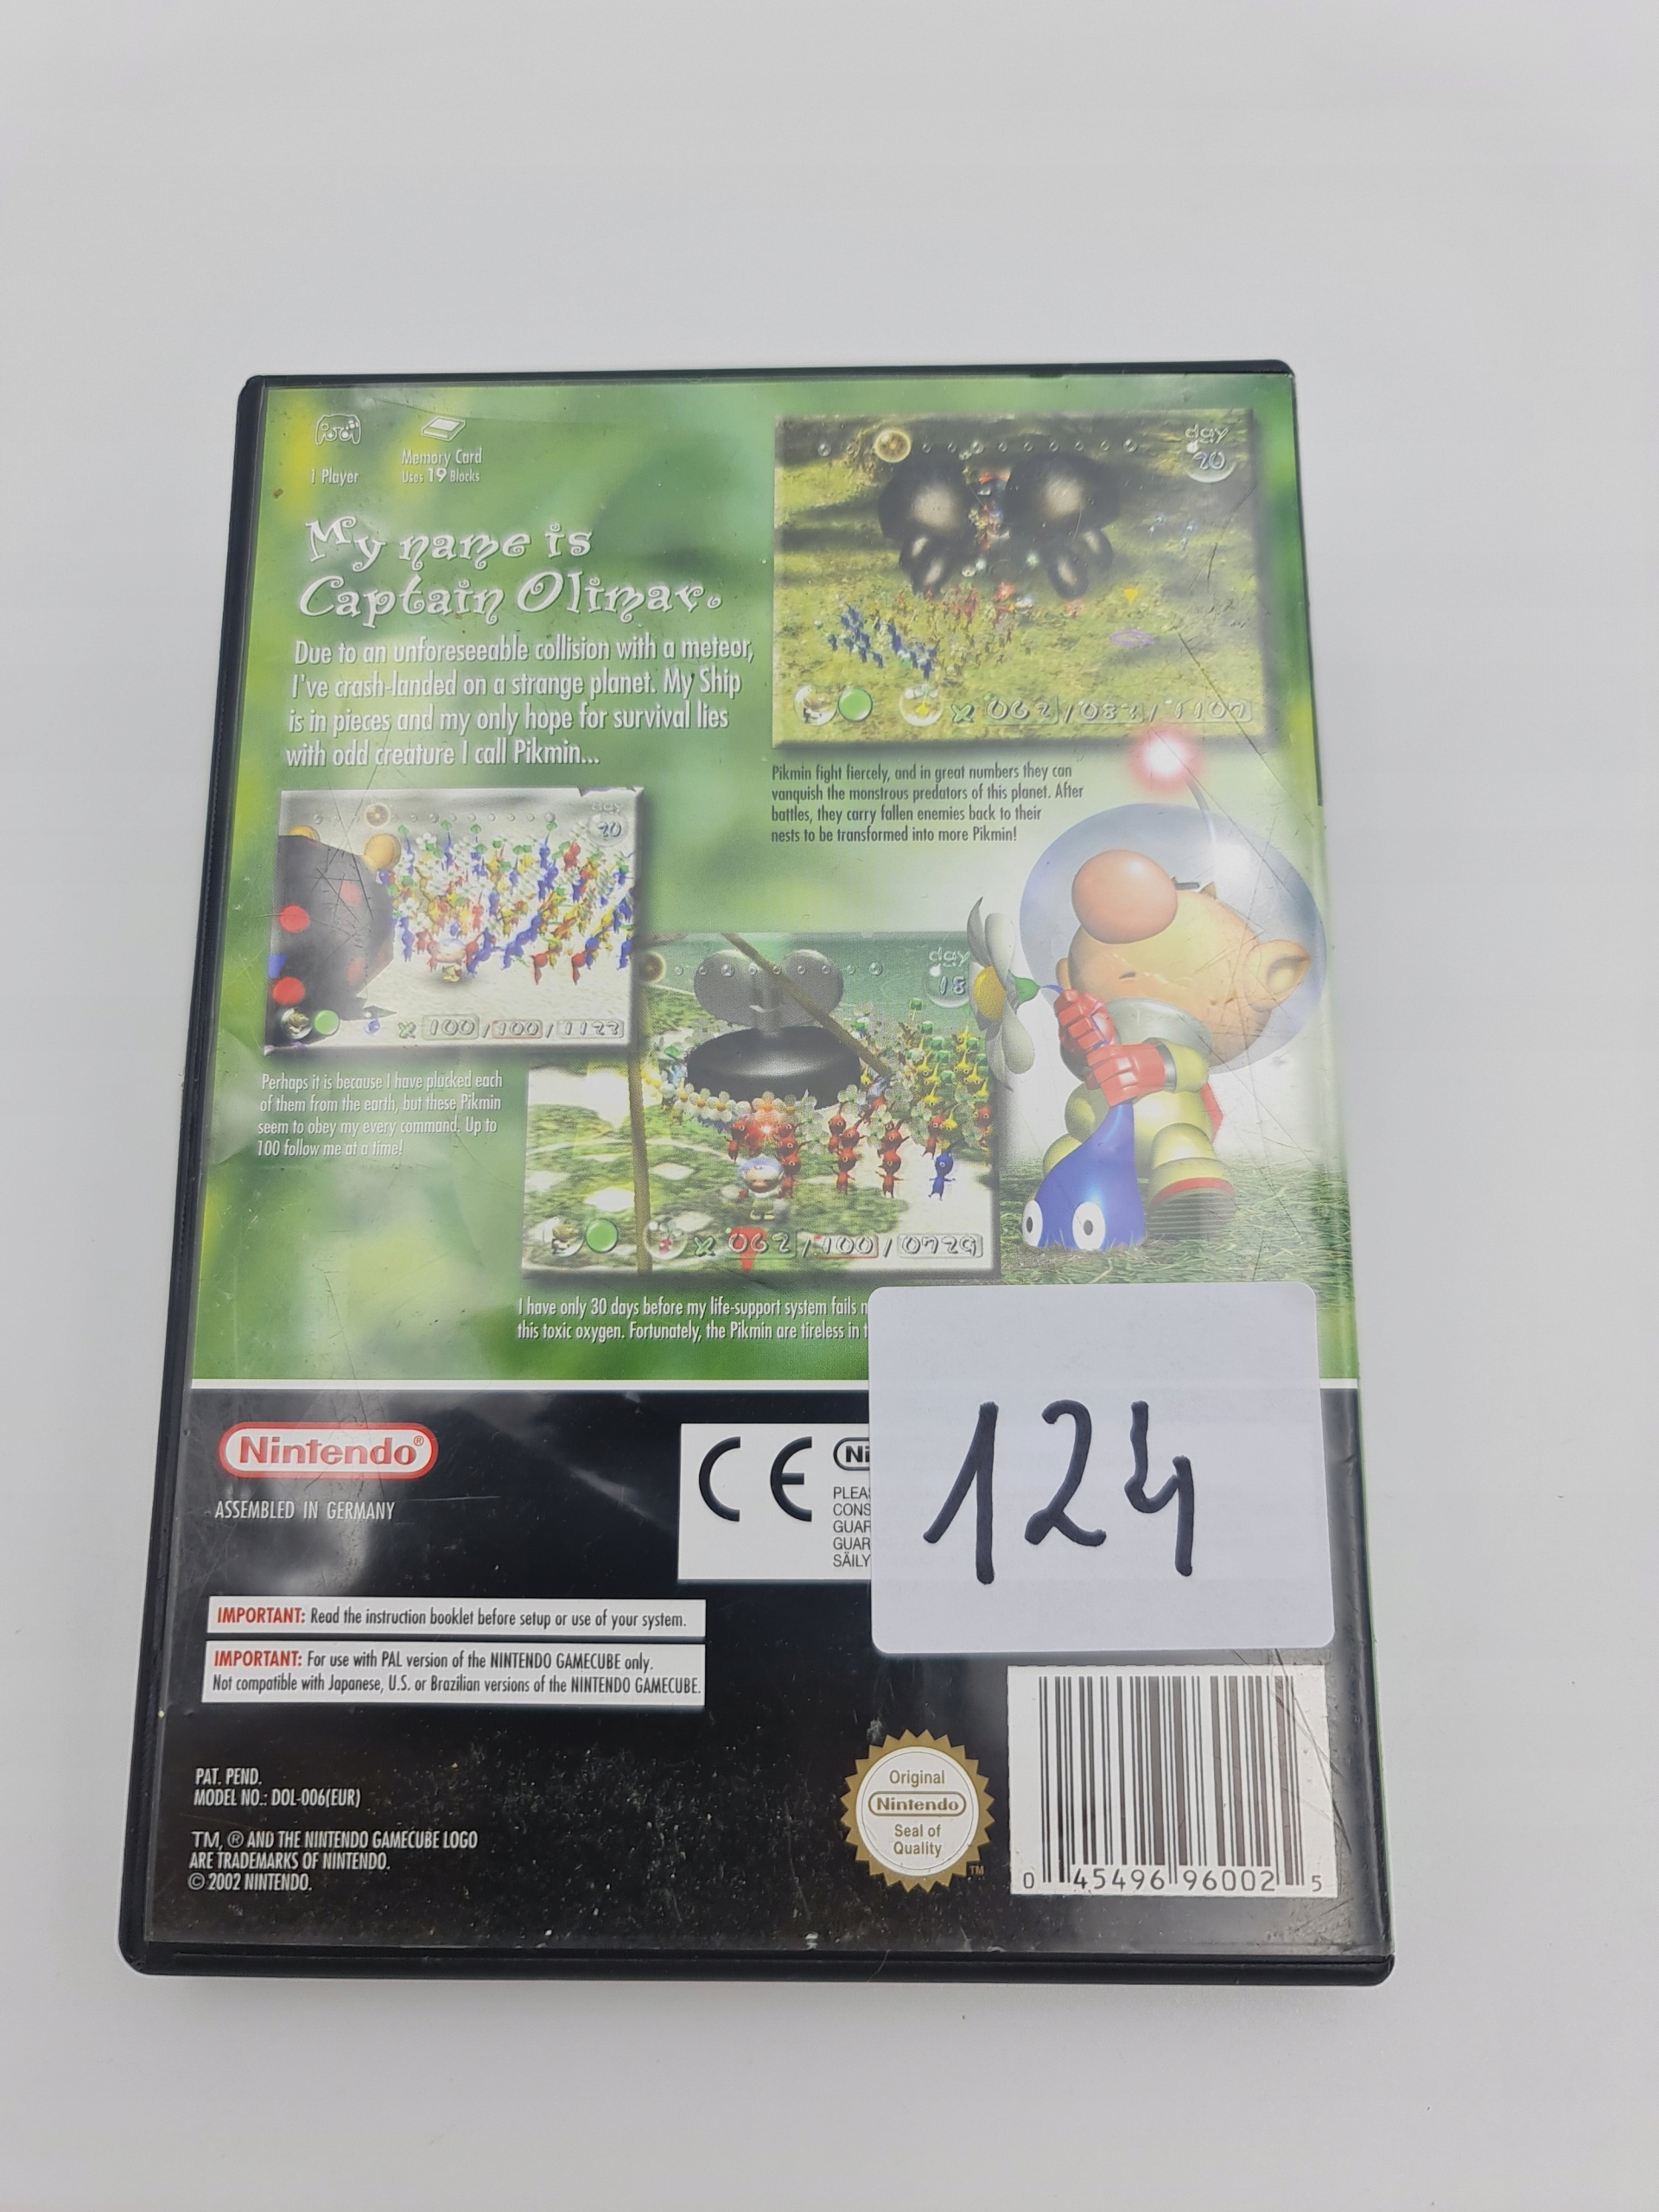 1 Player
Memory Card
Uses 19 Blocks
My name is
Captain Olimar.
Due to an unforeseeable collision with a meteor,
I've crash-landed on a strange planet. My Ship
is in pieces and my only hope for survival lies
with odd creature I call Pikmin...
day
20
Pikmin fight fiercely, and in great numbers they can
vanquish the monstrous predators of this planet. After
battles, they carry fallen enemies back to their
nests to be transformed into more Pikmin!
day
20
x 100/100/1122
Perhaps it is because I have plucked each
of them from the earth, but these Pikmin
seem to obey my every command. Up to
100 follow me at a time!
day
18
x 062/100/0729
I have only 30 days before my life-support system fails
this toxic oxygen. Fortunately, the Pikmin are tireless in
124
Nintendo®
ASSEMBLED IN GERMANY
CE
Ni
PLEAS
CONS
GUAR
GUAR
SÄILY
IMPORTANT: Read the instruction booklet before setup or use of your system.
IMPORTANT: For use with PAL version of the NINTENDO GAMECUBE only.
Not compatible with Japanese, U.S. or Brazilian versions of the NINTENDO GAMECUBE.
PAT. PEND.
MODEL NO.: DOL-006(EUR)
TM, ® AND THE NINTENDO GAMECUBE LOGO
ARE TRADEMARKS OF NINTENDO.
© 2002 NINTENDO.
Original
Nintendo
Seal of
Quality
TM
0 45496 96002 5